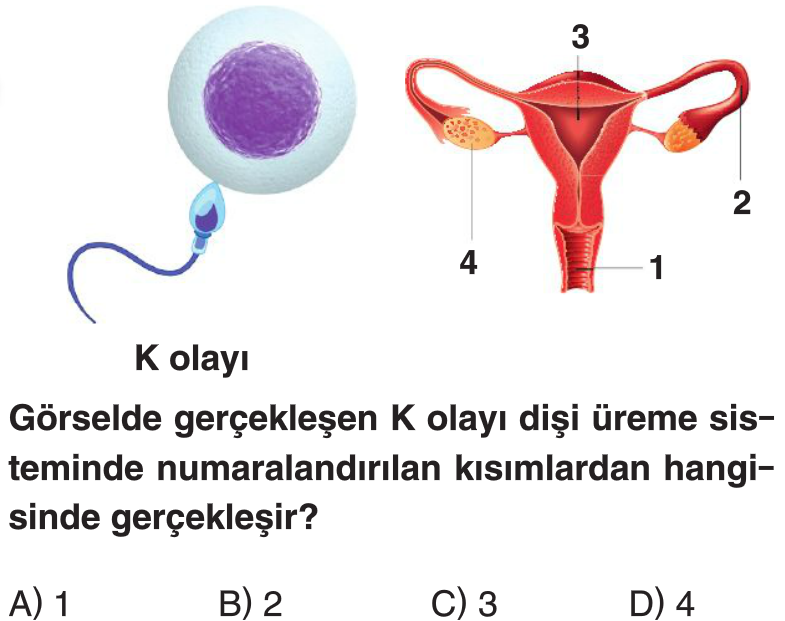 3
2
4
1
K olayı
Görselde gerçekleşen K olayı dişi üreme sis-
teminde numaralandırılan kısımlardan hangi-
sinde gerçekleşir?
A) 1 B) 2 C) 3 D) 4